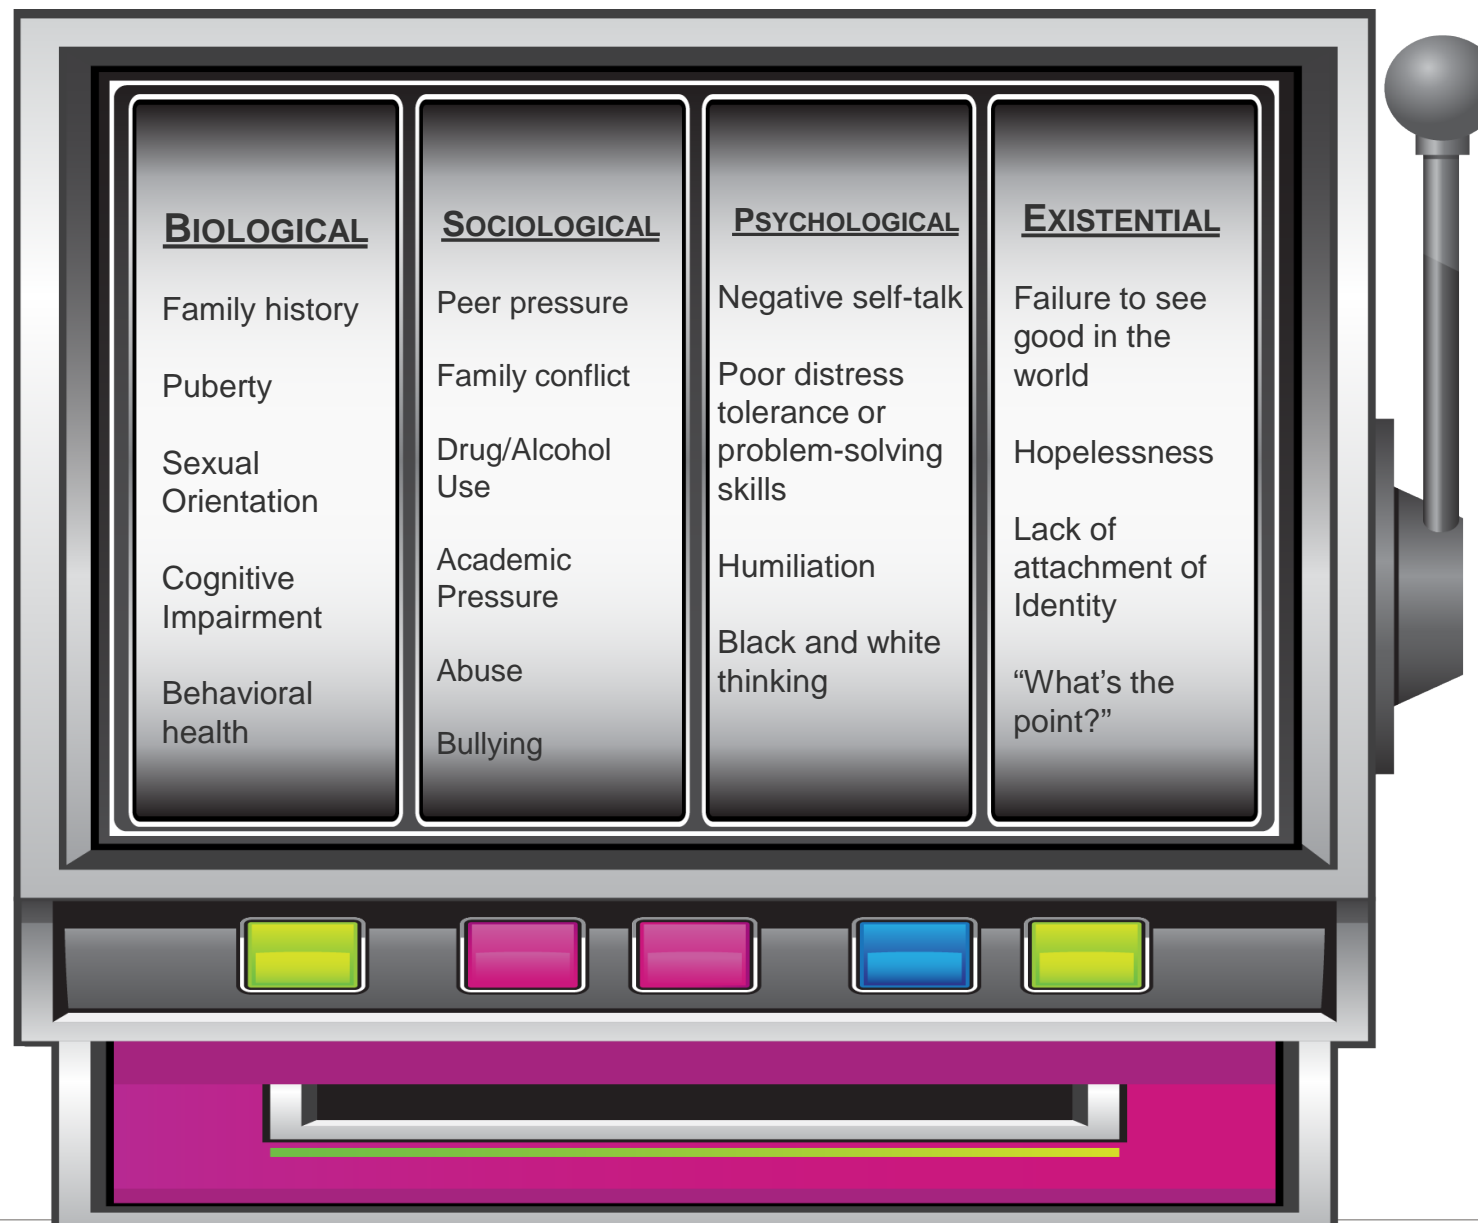 BIOLOGICAL
Family history
Puberty
Sexual
Orientation
Cognitive
Impairment
Behavioral
health
SOCIOLOGICAL
Peer pressure
Family conflict
Drug/Alcohol
Use
Academic
Pressure
Abuse
Bullying
PSYCHOLOGICAL
Negative self-talk
Poor distress
tolerance or
problem-solving
skills
Humiliation
Black and white
thinking
EXISTENTIAL
Failure to see
good in the
world
Hopelessness
Lack of
attachment of
Identity
“What’s the
point?”